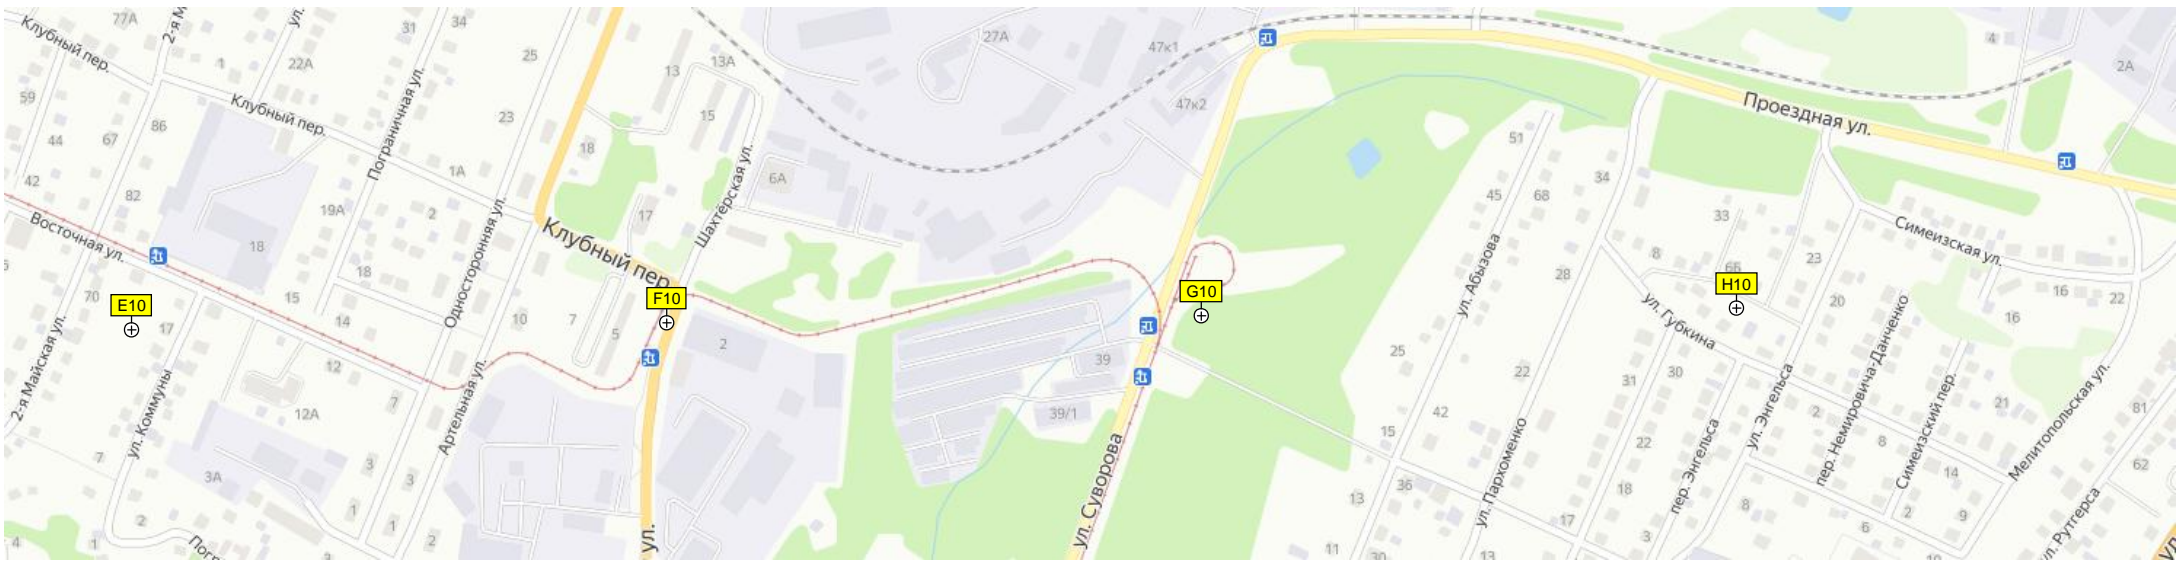 77А
2-я М
ул.
31
34
Клубный пер.
25
1
22А
13
13А
27А
47к1
47к2
4
2А
59
44
67
86
Клубный пер.
Пограничная ул.
23
18
15
Проездная ул.
51
42
82
1А
6А
45
68
34
19А
2
17
Шахтёрская ул.
33
Восточная ул.
18
Односторонняя ул.
Клубный пер.
8
23
Симеизская ул.
ул. Абызова
28
70
E10
18
15
14
10
7
5
F10
2
G10
H10
20
16
22
16
17
2-я Майская ул.
12
39
25
ул. Губкина
пер. Немировича-Данченко
ул. Коммуны
12А
7
Артельная ул.
39/1
42
22
31
30
ул. Энгельса
2
Симеизский пер.
21
Мелитопольская ул.
81
7
3А
3
3
ул. Суворова
15
ул. Пархоменко
22
пер. Энгельса
8
14
62
36
13
18
8
2
9
ул. Рутгерса
2
1
1
17
6
4
1
Погр
2
ул.
11
30
13
3
10
ул